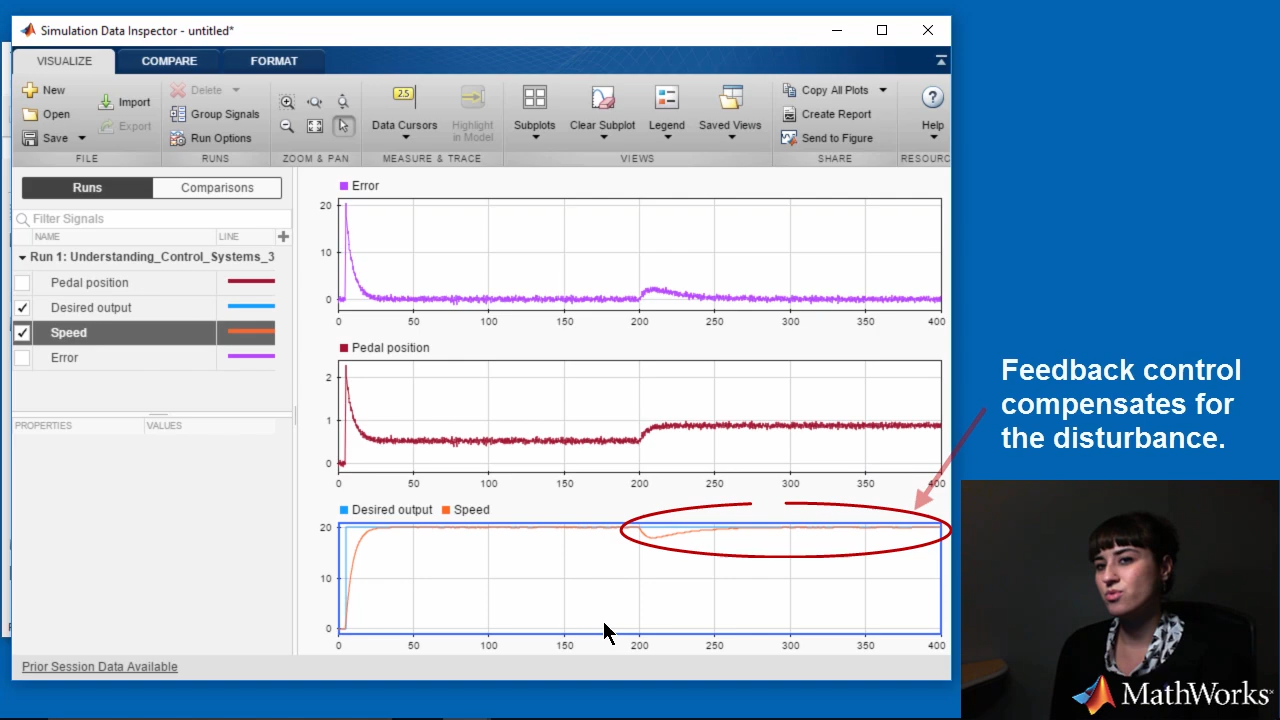 Simulation Data Inspector - untitled*
VISUALIZE COMPARE FORMAT
New
Open
Save
Import
Export
FILE
Delete
Group Signals
Run Options
RUNS
ZOOM & PAN
2.5
Data Cursors
Highlight
in Model
MEASURE & TRACE
Subplots
Clear Subplot
Legend
Saved Views
VIEWS
Copy All Plots
Create Report
Send to Figure
SHARE
?
Help
RESOURC
Runs Comparisons
Filter Signals
NAME LINE
Run 1: Understanding_Control_Systems_3
Pedal position
Desired output
Speed
Error
PROPERTIES VALUES
Prior Session Data Available
Error
20
10
0
0 50 100 150 200 250 300 350 400
Pedal position
2
1
0
0 50 100 150 200 250 300 350 400
Desired output Speed
20
10
0
0 50 100 150 200 250 300 350 400
Feedback control
compensates for
the disturbance.
MathWorks